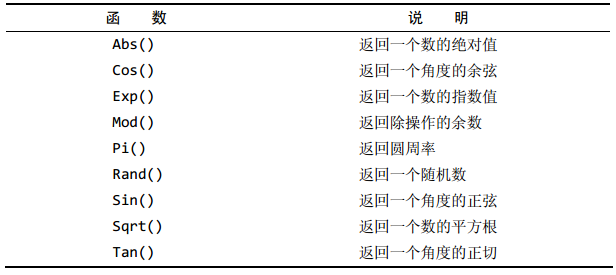 函 数 说 明
Abs() 返回一个数的绝对值
Cos() 返回一个角度的余弦
Exp() 返回一个数的指数值
Mod() 返回除操作的余数
Pi() 返回圆周率
Rand() 返回一个随机数
Sin() 返回一个角度的正弦
Sqrt() 返回一个数的平方根
Tan() 返回一个角度的正切